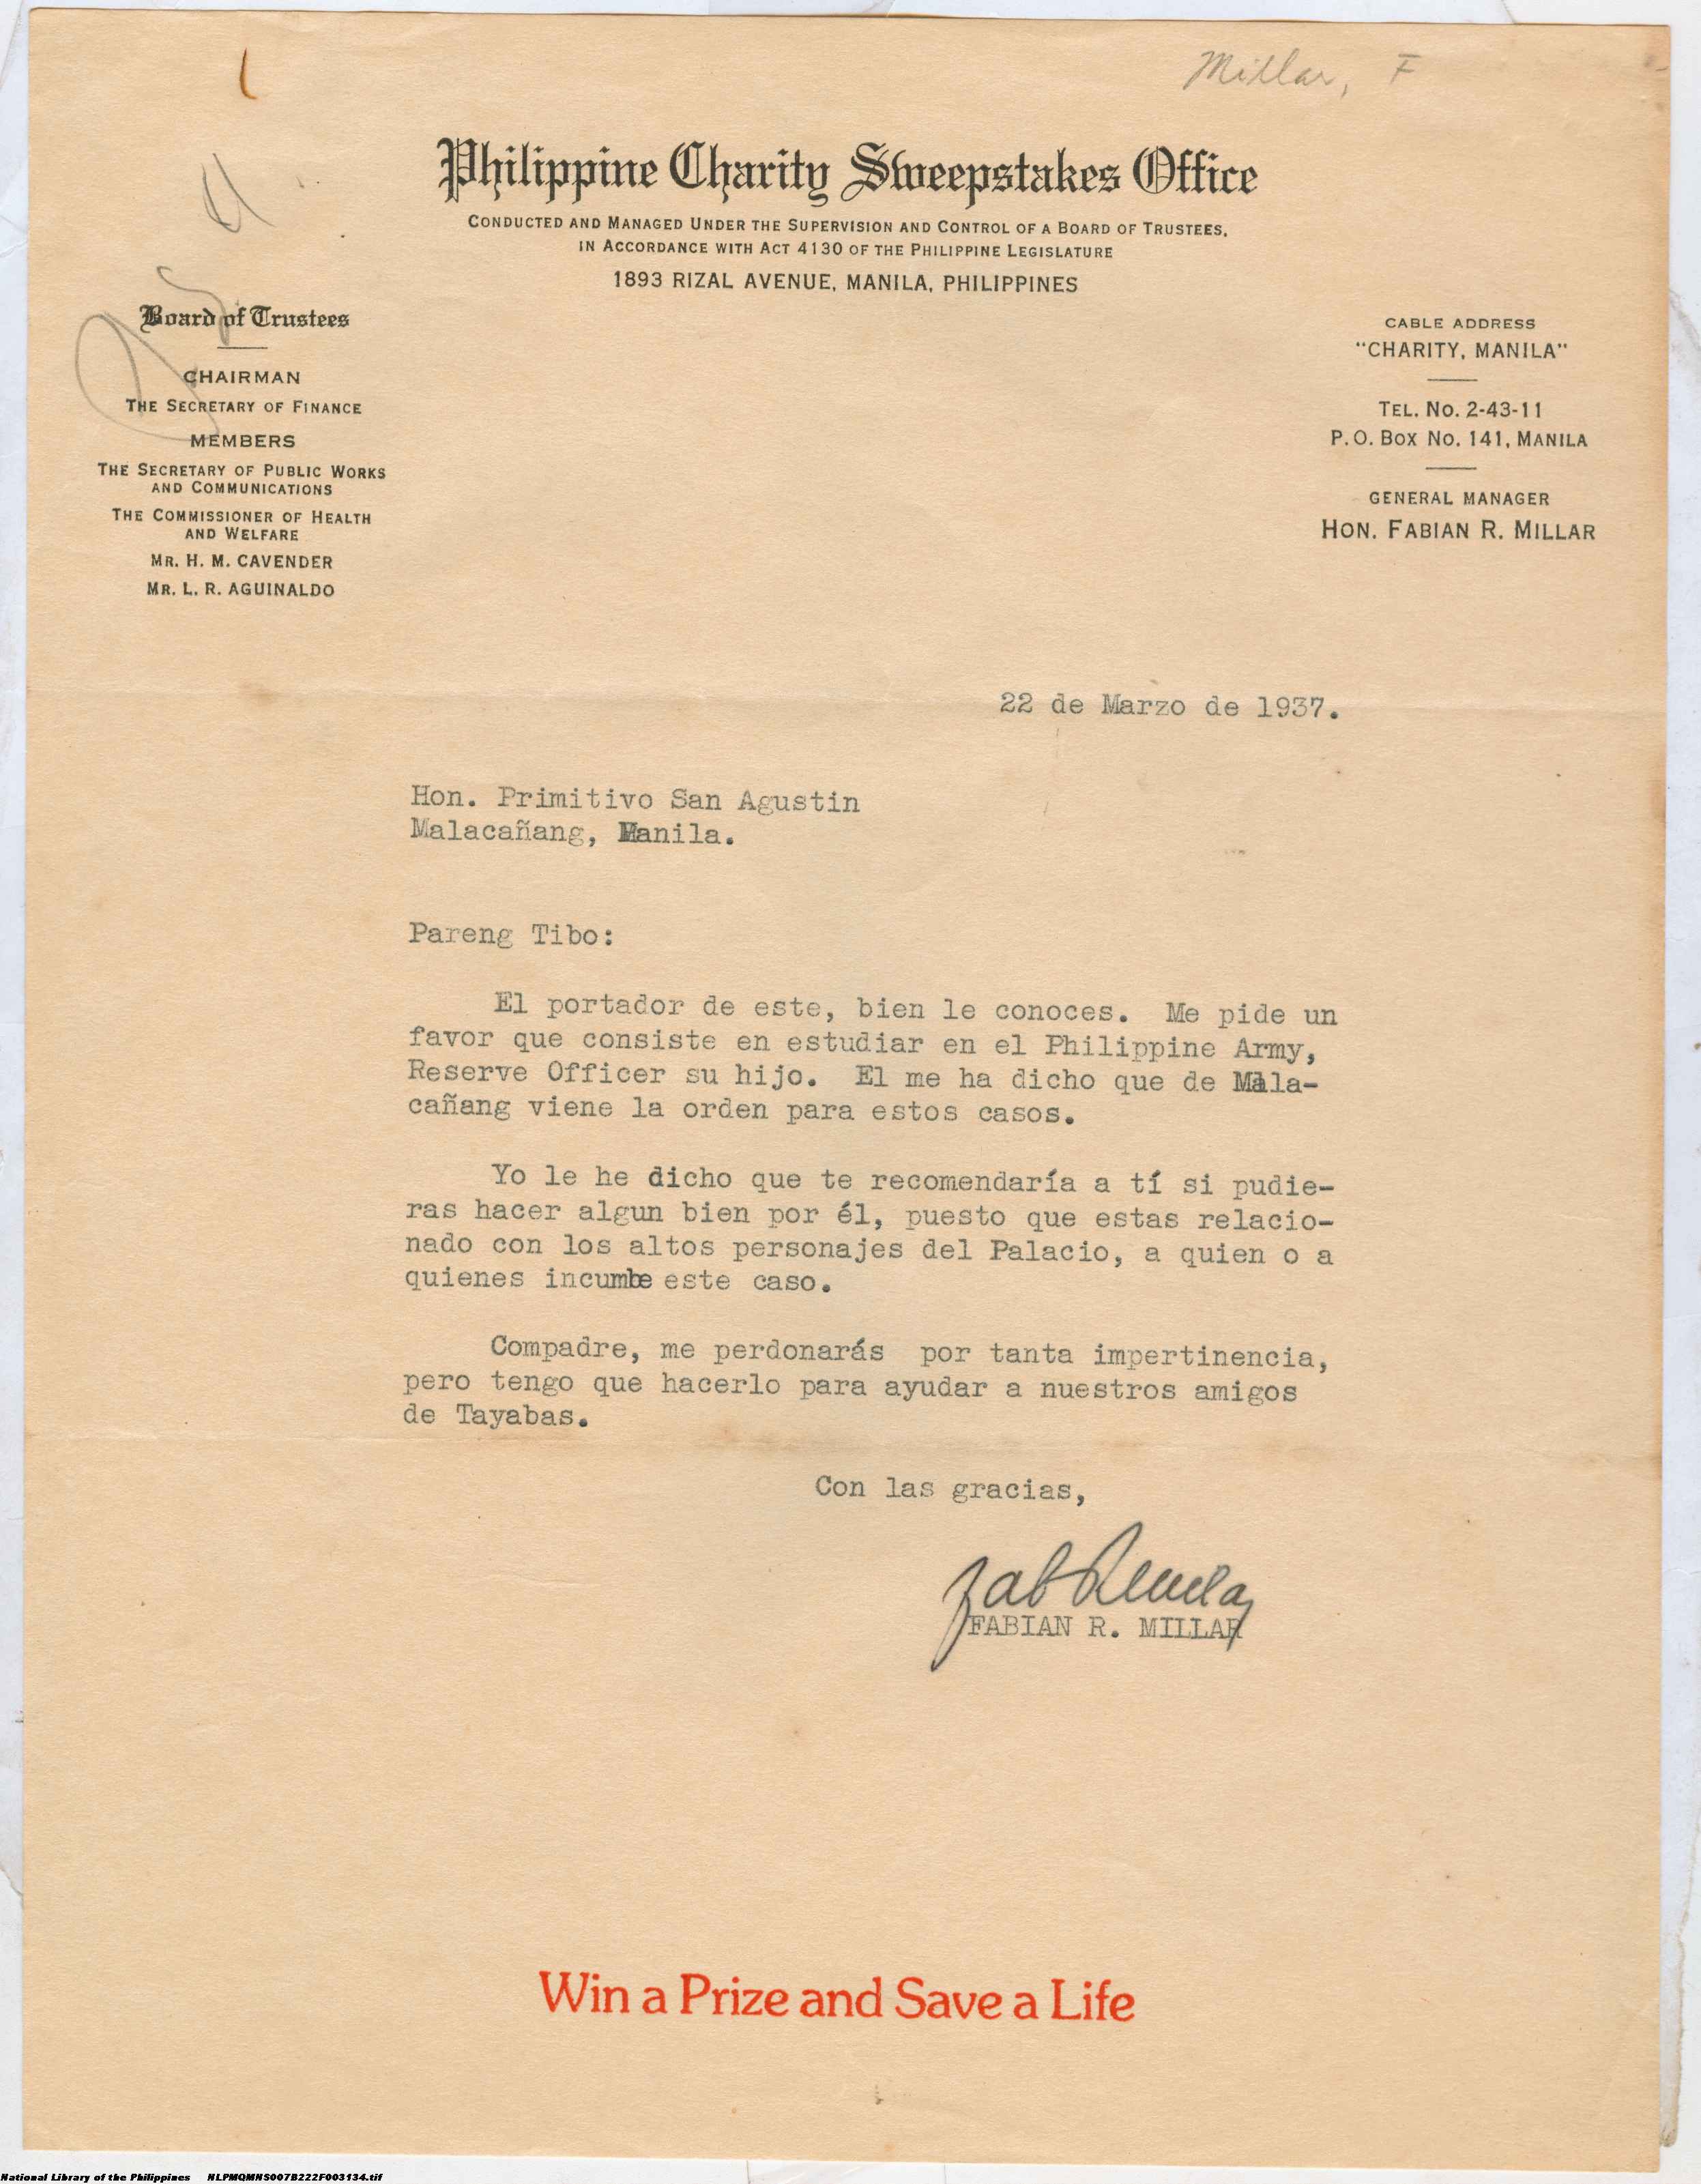 Millar, F
Philippine Charity Sweepstakes Office
CONDUCTED AND MANAGED UNDER THE SUPERVISION AND CONTROL OF A BOARD OF TRUSTEES,
IN ACCORDANCE WITH ACT 4130 OF THE PHILIPPINE LEGISLATURE
1893 RIZAL AVENUE, MANILA, PHILIPPINES
Board of Trustees
CHAIRMAN
THE SECRETARY OF FINANCE
MEMBERS
THE SECRETARY OF PUBLIC WORKS
AND COMMUNICATIONS
THE COMMISSIONER OF HEALTH
AND WELFARE
MR. H. M. CAVENDER
MR. L. R. AGUINALDO
CABLE ADDRESS
"CHARITY, MANILA"
TEL. NO. 2-43-11
P.O. BOX NO. 141, MANILA
GENERAL MANAGER
HON. FABIAN R. MILLAR
22 de Marzo de 1937.
Hon. Primitivo San Agustin
Malacañang, Manila.
Pareng Tibo:
El portador de este, bien le conoces. Me pide un
favor que consiste en estudiar en el Philippine Army,
Reserve Officer su hijo. El me ha dicho que de Mala-
cañang viene la orden para estos casos.
Yo le he dicho que te recomendaría a tí si pudie-
ras hacer algun bien por él, puesto que estas relacio-
nado con los altos personajes del Palacio, a quien o a
quienes incumbe este caso.
Compadre, me perdonarás por tanta impertinencia,
pero tengo que hacerlo para ayudar a nuestros amigos
de Tayabas.
Con las gracias,
FABIAN R. MILLAR
Win a Prize and Save a Life
National Library of the Philippines NLPMQMNS007B222F003134.tif